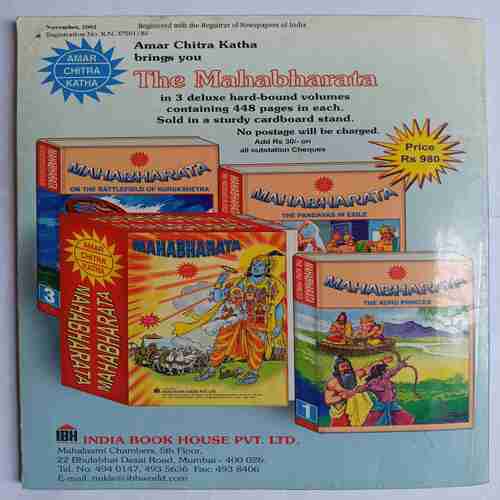 November, 2002
Registered with the Registrar of Newspapers of India
Registration No. R.N. 37501/80
AMAR
CHITRA
KATHA
Amar Chitra Katha
brings you
The Mahabharata
in 3 deluxe hard-bound volumes
containing 448 pages in each.
Sold in a sturdy cardboard stand.
No postage will be charged.
Add Rs 30/- on
all outstation Cheques
Price
Rs 980
MAHABHARATA
ON THE BATTLEFIELD OF KURUKSHETRA
3
MAHABHARATA
THE PANDAVAS IN EXILE
AMAR
CHITRA
KATHA
MAHABHARATA
MAHABHARATA
MAHABHARATA
MAHABHARATA
THE KURU PRINCES
1
IBH
INDIA BOOK HOUSE PVT. LTD.
Mahalaxmi Chambers, 5th Floor,
22 Bhulabhai Desai Road, Mumbai - 400 026.
Tel. No. 494 0147, 493 5636 Fax: 493 8406